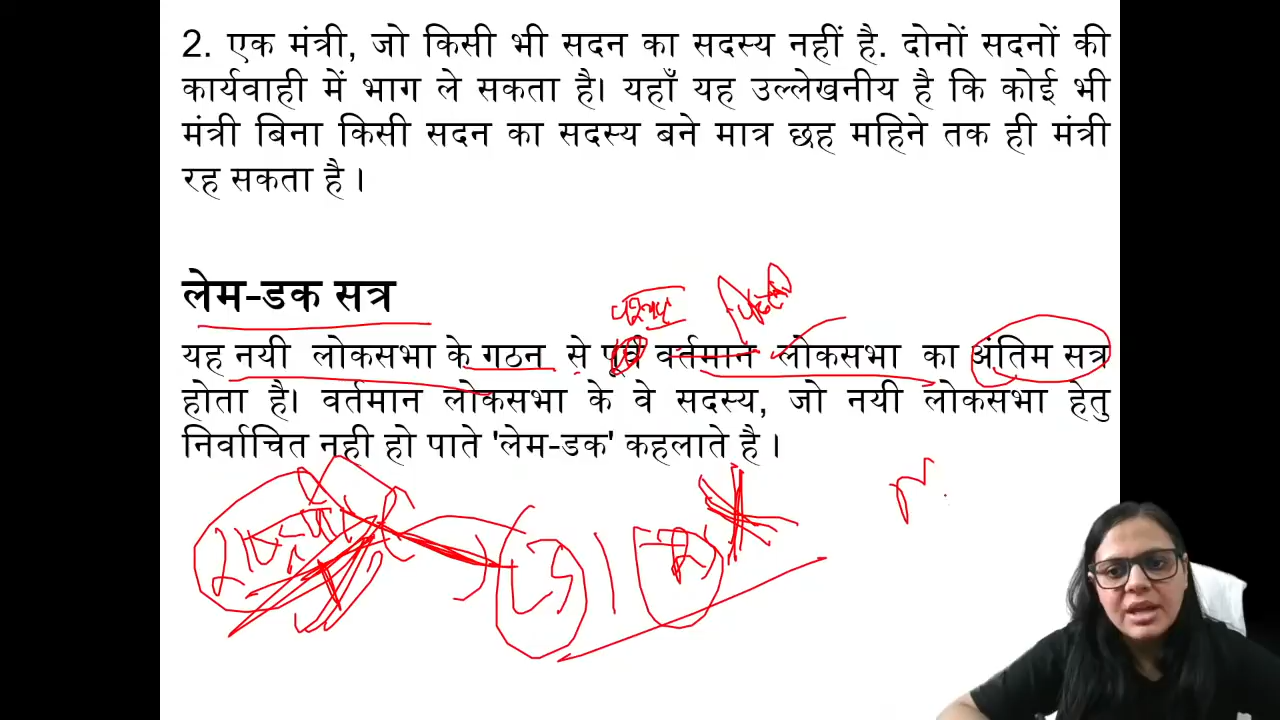 2. एक मंत्री, जो किसी भी सदन का सदस्य नहीं है. दोनों सदनों की
कार्यवाही में भाग ले सकता है। यहाँ यह उल्लेखनीय है कि कोई भी
मंत्री बिना किसी सदन का सदस्य बने मात्र छह महिने तक ही मंत्री
रह सकता है ।
लेम-डक सत्र
यह नयी लोकसभा के गठन से पूर्व वर्तमान लोकसभा का अंतिम सत्र
होता है। वर्तमान लोकसभा के वे सदस्य, जो नयी लोकसभा हेतु
निर्वाचित नही हो पाते 'लेम-डक' कहलाते है ।